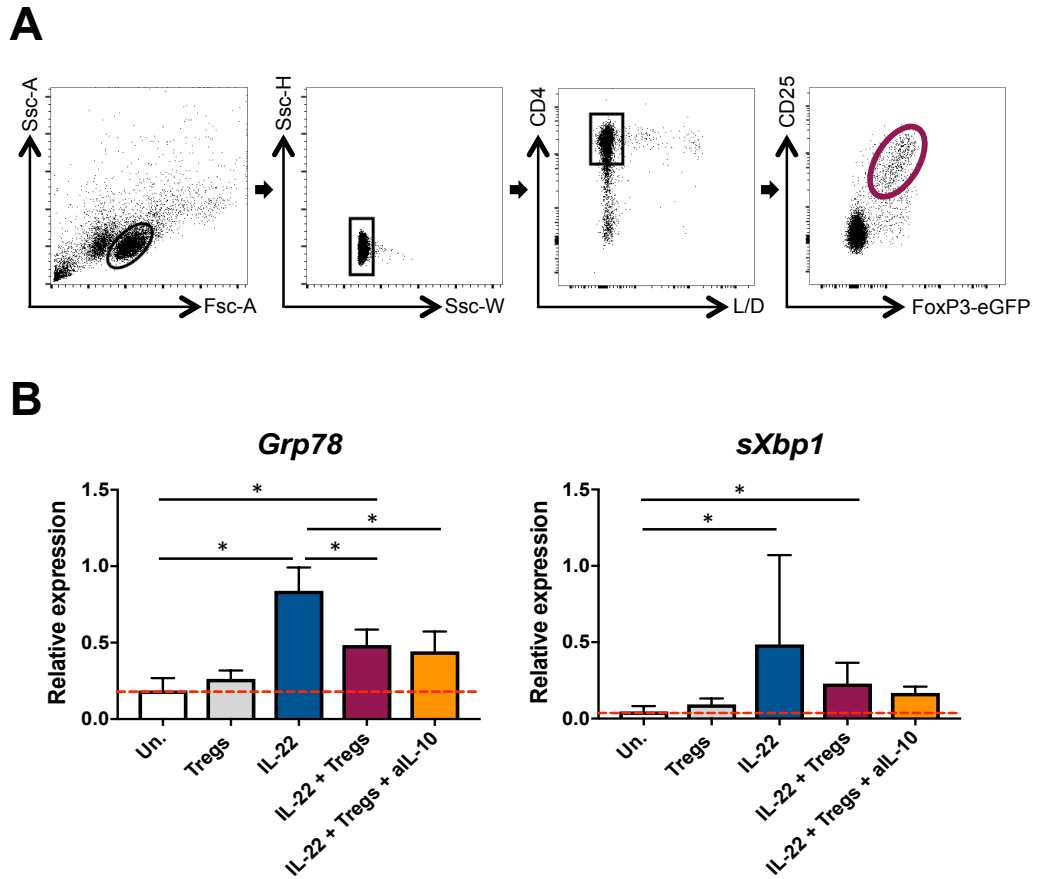 A
Ssc-A
Fsc-A
Ssc-H
Ssc-W
CD4
L/D
CD25
FoxP3-eGFP
B
Grp78
Relative expression
1.5
1.0
0.5
0.0
*
*
*
*
Un.
Tregs
IL-22
IL-22 + Tregs
IL-22 + Tregs + aIL-10
sXbp1
Relative expression
1.5
1.0
0.5
0.0
*
*
Un.
Tregs
IL-22
IL-22 + Tregs
IL-22 + Tregs + aIL-10